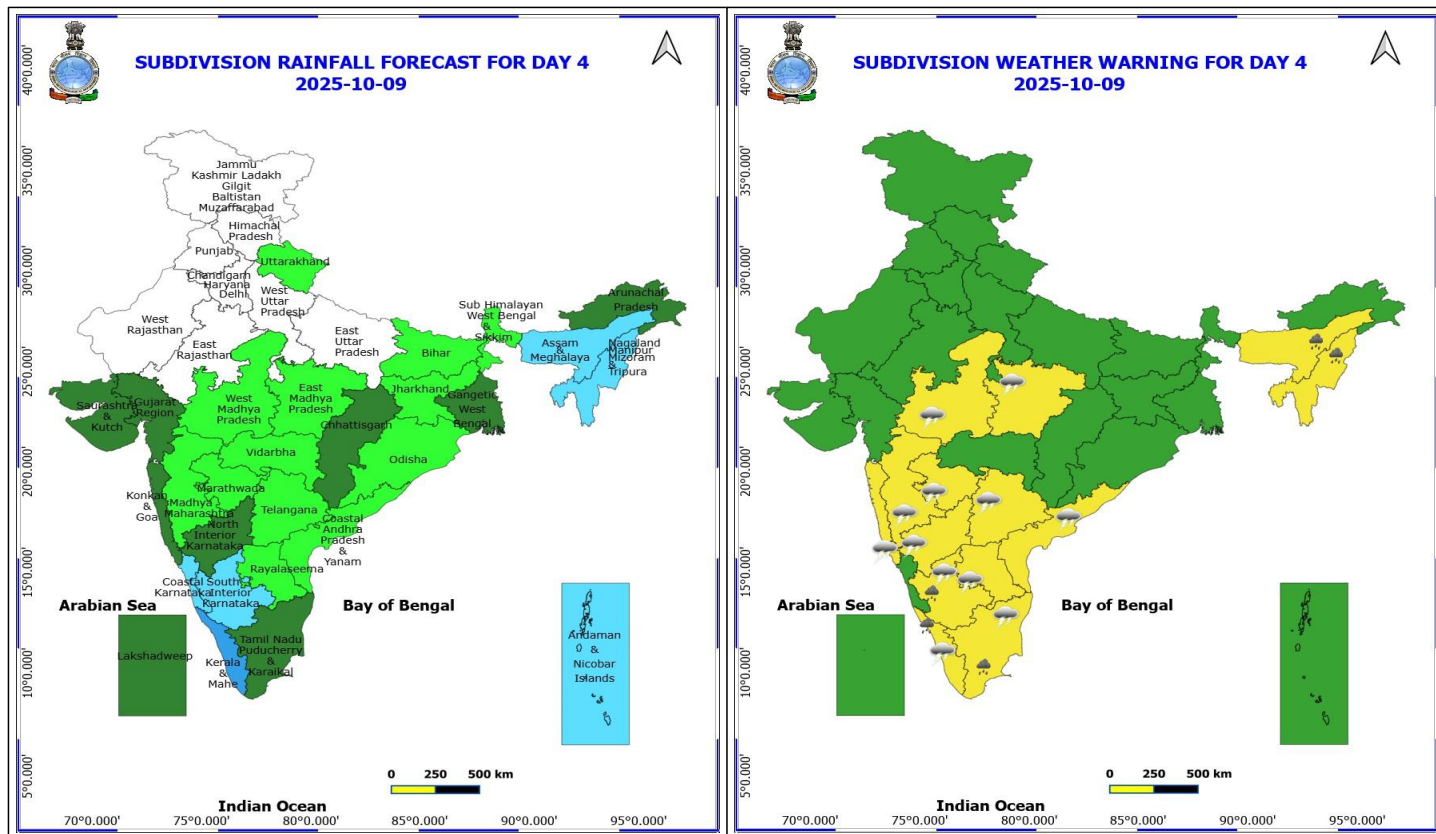 SUBDIVISION RAINFALL FORECAST FOR DAY 4
2025-10-09
40°0.000'
35°0.000'
30°0.000'
25°0.000'
20°0.000'
15°0.000'
10°0.000'
5°0.000'
Jammu
Kashmir Ladakh
Gilgit
Baltistan
Muzaffarabad
Himachal
Pradesh
Punjab
Uttarakhand
Chandigarh
Haryana
Delhi
West
Uttar
Pradesh
West
Rajasthan
East
Rajasthan
East
Uttar
Pradesh
Sub Himalayan
West Bengal
&
Sikkim
Arunachal
Pradesh
Assam
&
Meghalaya
Nagaland
Manipur
Mizoram
&
Tripura
Bihar
Jharkhand
Gangetic
West
Bengal
Saurashtra
&
Kutch
Gujarat
Region
West
Madhya
Pradesh
East
Madhya
Pradesh
Chhattisgarh
Odisha
Vidarbha
Konkan
&
Goa
Madhya
Maharashtra
Marathwada
Telangana
North
Interior
Karnataka
Coastal
Andhra
Pradesh
&
Yanam
Rayalaseema
Coastal
Karnataka
South
Interior
Karnataka
Arabian Sea
Bay of Bengal
Lakshadweep
Kerala
&
Mahe
Tamil Nadu
Puducherry
&
Karaikal
Andaman
&
Nicobar
Islands
0 250 500 km
Indian Ocean
70°0.000' 75°0.000' 80°0.000' 85°0.000' 90°0.000' 95°0.000'
SUBDIVISION WEATHER WARNING FOR DAY 4
2025-10-09
40°0.000'
35°0.000'
30°0.000'
25°0.000'
20°0.000'
15°0.000'
10°0.000'
5°0.000'
Arabian Sea
Bay of Bengal
0 250 500 km
Indian Ocean
70°0.000' 75°0.000' 80°0.000' 85°0.000' 90°0.000' 95°0.000'